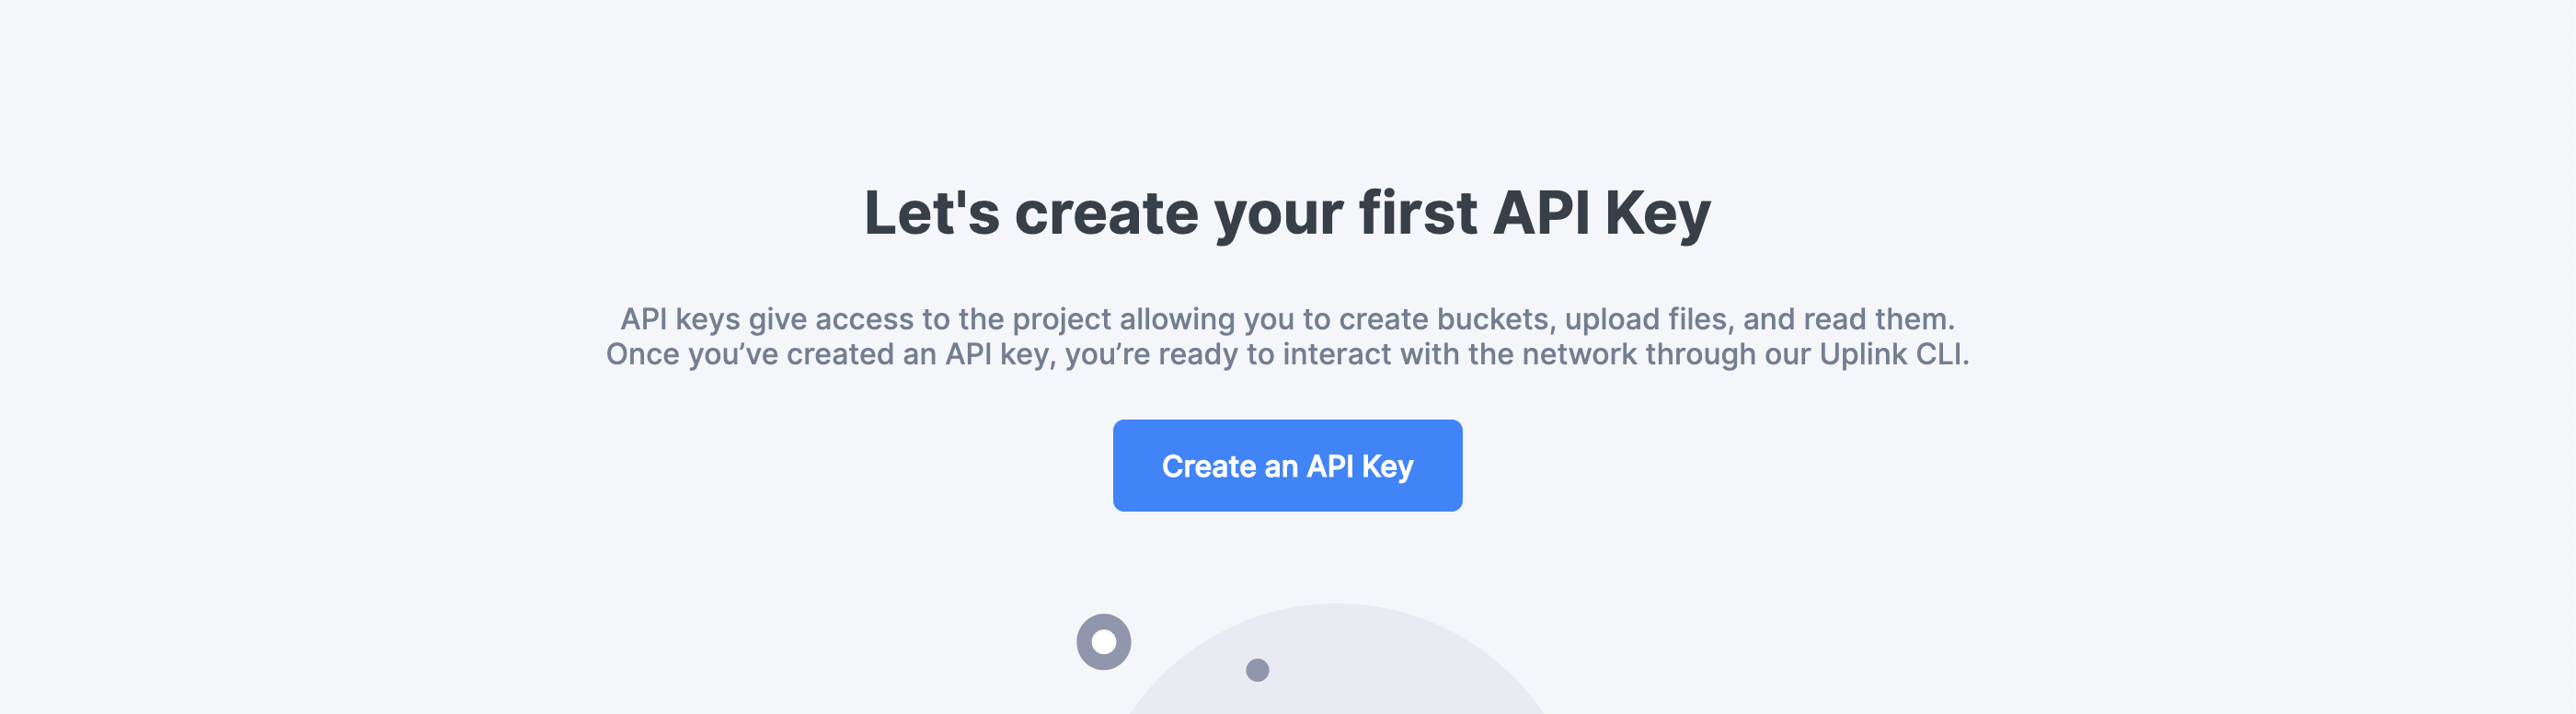 Let's create your first API Key
API keys give access to the project allowing you to create buckets, upload files, and read them.
Once you’ve created an API key, you’re ready to interact with the network through our Uplink CLI.
Create an API Key